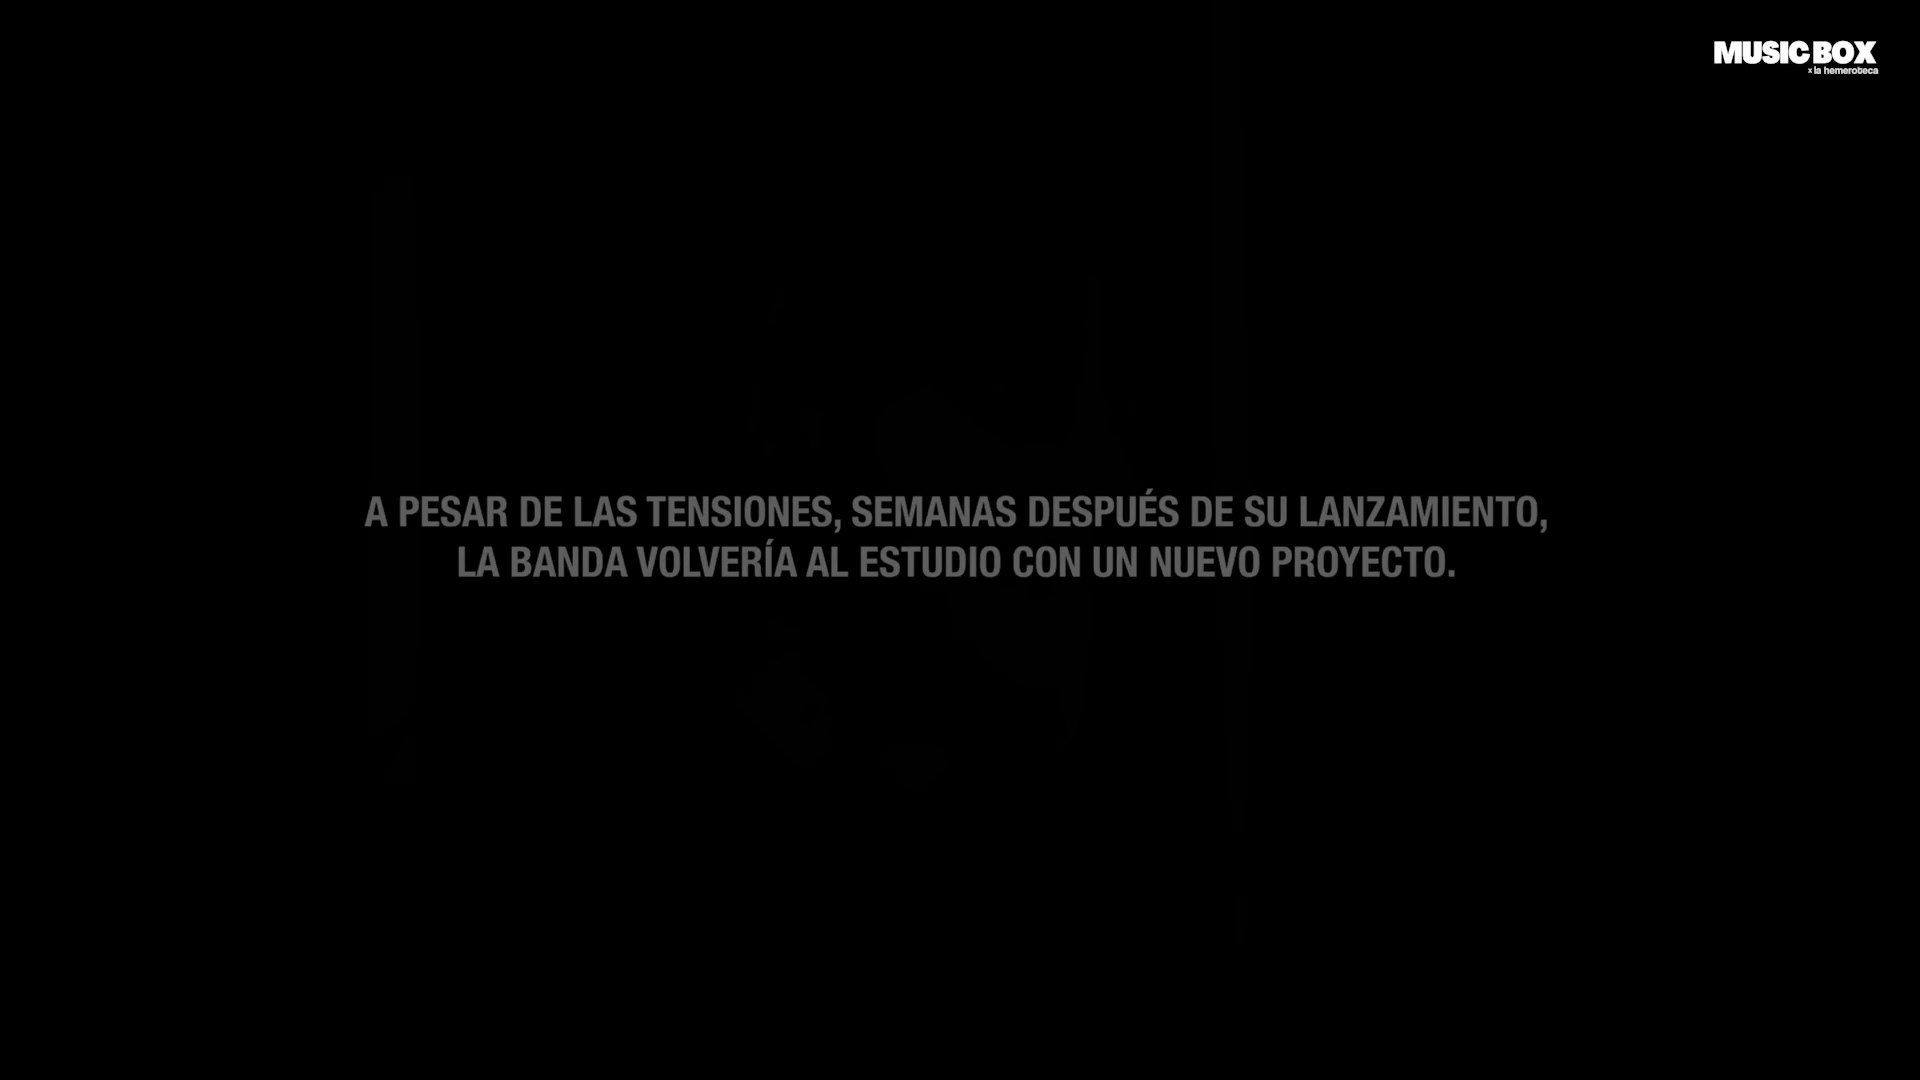 MUSIC BOX
x la hemeroteca
A PESAR DE LAS TENSIONES, SEMANAS DESPUÉS DE SU LANZAMIENTO,
LA BANDA VOLVERÍA AL ESTUDIO CON UN NUEVO PROYECTO.